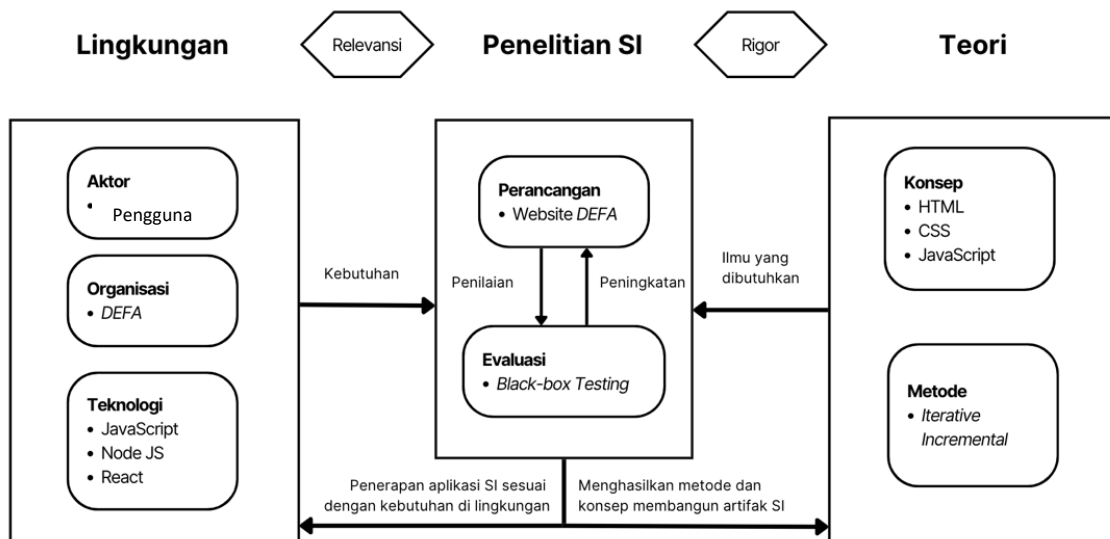 Lingkungan
Relevansi
Penelitian SI
Rigor
Teori
Aktor
• Pengguna
Organisasi
• DEFA
Teknologi
• JavaScript
• Node JS
• React
Kebutuhan
Perancangan
• Website DEFA
Penilaian
Peningkatan
Evaluasi
• Black-box Testing
Ilmu yang
dibutuhkan
Konsep
• HTML
• CSS
• JavaScript
Metode
• Iterative
Incremental
Penerapan aplikasi SI sesuai
dengan kebutuhan di lingkungan
Menghasilkan metode dan
konsep membangun artifak SI